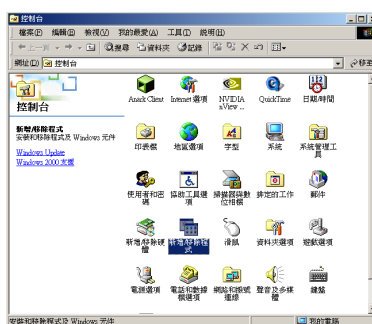 控制台
檔案(F) 編輯(E) 檢視(V) 我的最愛(A) 工具(T) 說明(H)
上一頁 搜尋 資料夾 記錄
網址(D) 控制台 移至
控制台
新增/移除程式
安裝和移除程式及 Windows 元件
Windows Update
Windows 2000 支援
Anark Client Internet 選項 NVIDIA nView ... QuickTime 日期/時間
印表機 地區選項 字型 系統 系統管理工具
使用者和密碼 協助工具選項 掃描器與數位相機 排定的工作 郵件
新增/移除硬體 新增/移除程式 滑鼠 資料夾選項 遊戲選項
電源選項 電話和數據機選項 網路和撥號連線 聲音及多媒體 鍵盤
安裝和移除程式及 Windows 元件 我的電腦